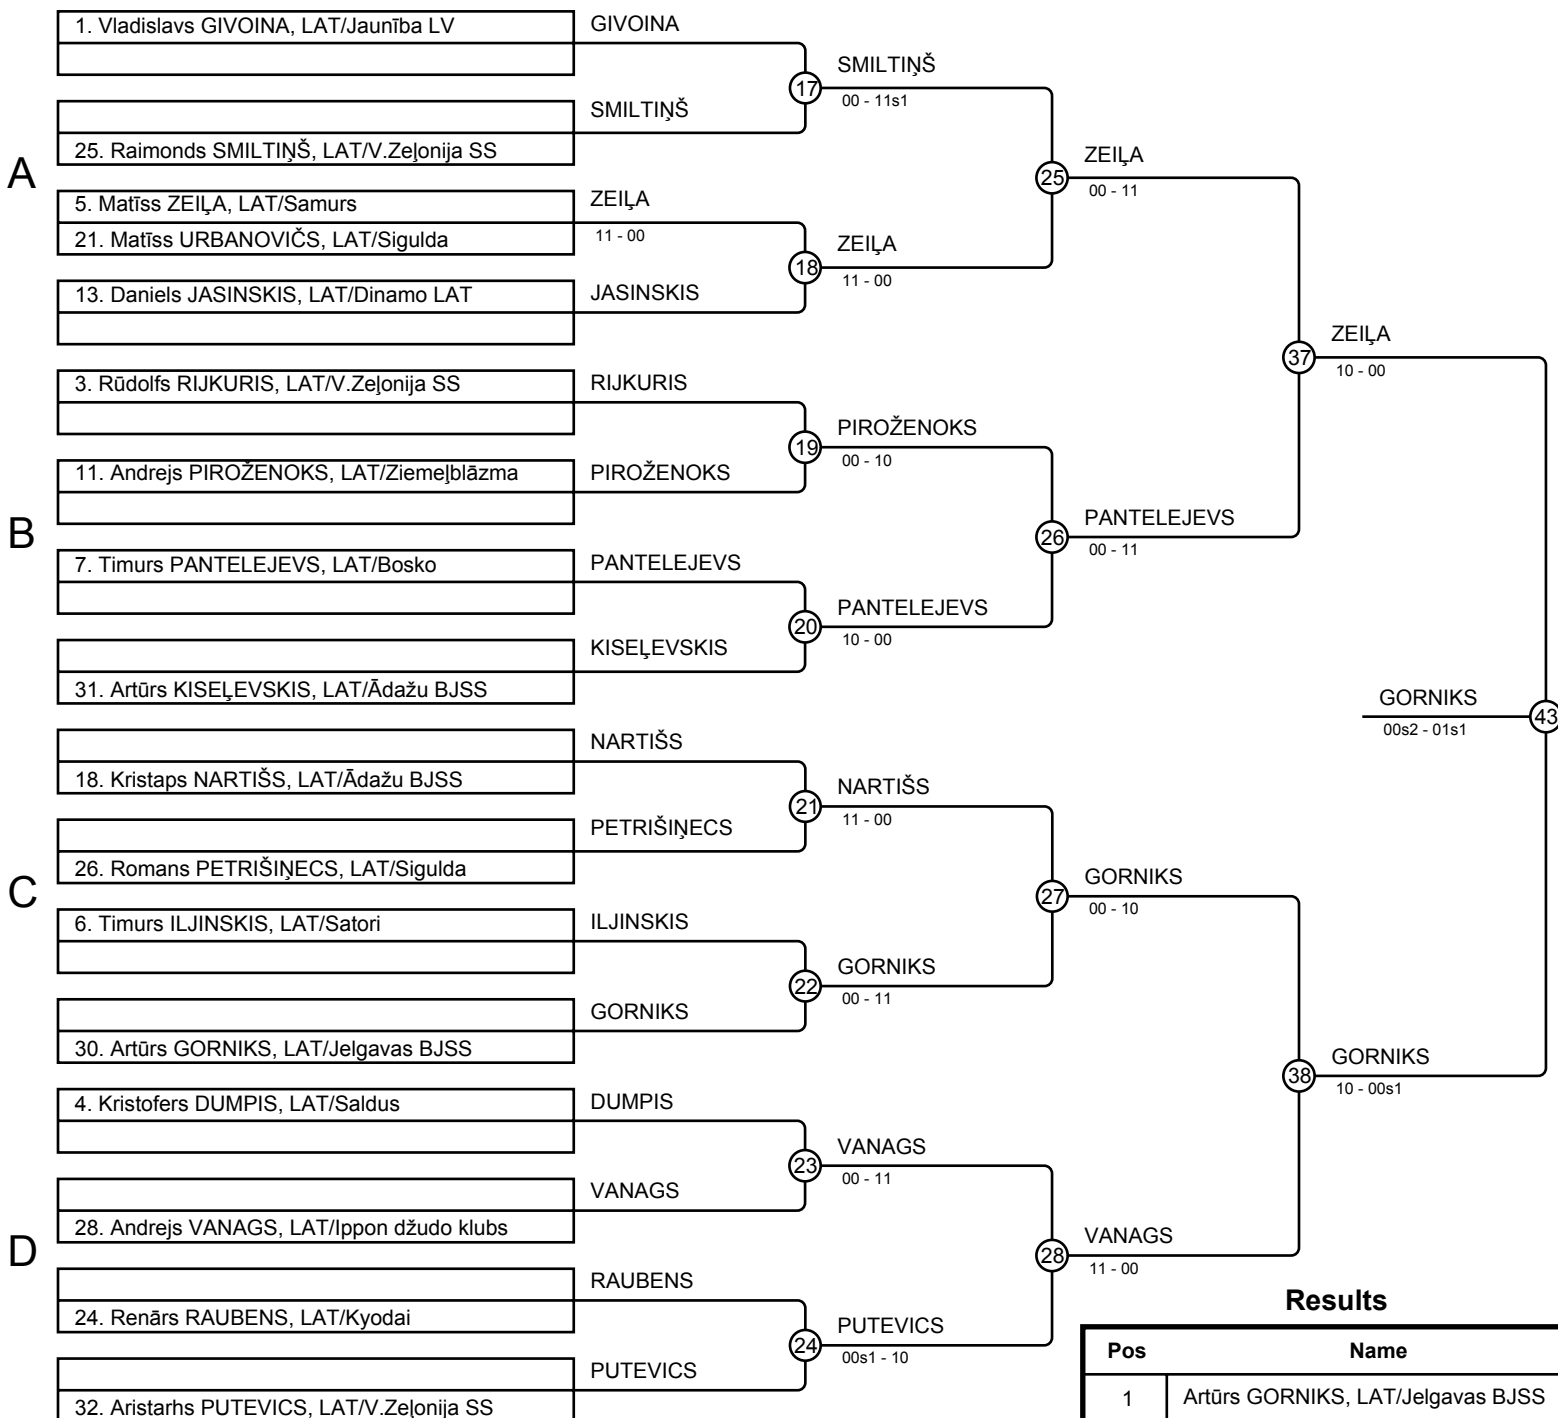 1. Vladislavs GIVOINA, LAT/Jaunība LV
GIVOINA
17
SMILTIŅŠ
00 - 11s1
SMILTIŅŠ
25. Raimonds SMILTIŅŠ, LAT/V.Zeļonija SS
A
25
ZEIĻA
00 - 11
5. Matīss ZEIĻA, LAT/Samurs
21. Matīss URBANOVIČS, LAT/Sigulda
ZEIĻA
11 - 00
18
ZEIĻA
11 - 00
13. Daniels JASINSKIS, LAT/Dinamo LAT
JASINSKIS
37
ZEIĻA
10 - 00
3. Rūdolfs RIJKURIS, LAT/V.Zeļonija SS
RIJKURIS
19
PIROŽENOKS
00 - 10
11. Andrejs PIROŽENOKS, LAT/Ziemeļblāzma
PIROŽENOKS
B
26
PANTELEJEVS
00 - 11
7. Timurs PANTELEJEVS, LAT/Bosko
PANTELEJEVS
20
PANTELEJEVS
10 - 00
KISEĻEVSKIS
31. Artūrs KISEĻEVSKIS, LAT/Ādažu BJSS
GORNIKS
00s2 - 01s1
43
NARTIŠS
18. Kristaps NARTIŠS, LAT/Ādažu BJSS
21
NARTIŠS
11 - 00
PETRIŠIŅECS
26. Romans PETRIŠIŅECS, LAT/Sigulda
C
27
GORNIKS
00 - 10
6. Timurs ILJINSKIS, LAT/Satori
ILJINSKIS
22
GORNIKS
00 - 11
GORNIKS
30. Artūrs GORNIKS, LAT/Jelgavas BJSS
38
GORNIKS
10 - 00s1
4. Kristofers DUMPIS, LAT/Saldus
DUMPIS
23
VANAGS
00 - 11
VANAGS
28. Andrejs VANAGS, LAT/Ippon džudo klubs
D
28
VANAGS
11 - 00
RAUBENS
24. Renārs RAUBENS, LAT/Kyodai
24
PUTEVICS
00s1 - 10
PUTEVICS
32. Aristarhs PUTEVICS, LAT/V.Zeļonija SS
Results
Pos Name
1 Artūrs GORNIKS, LAT/Jelgavas BJSS